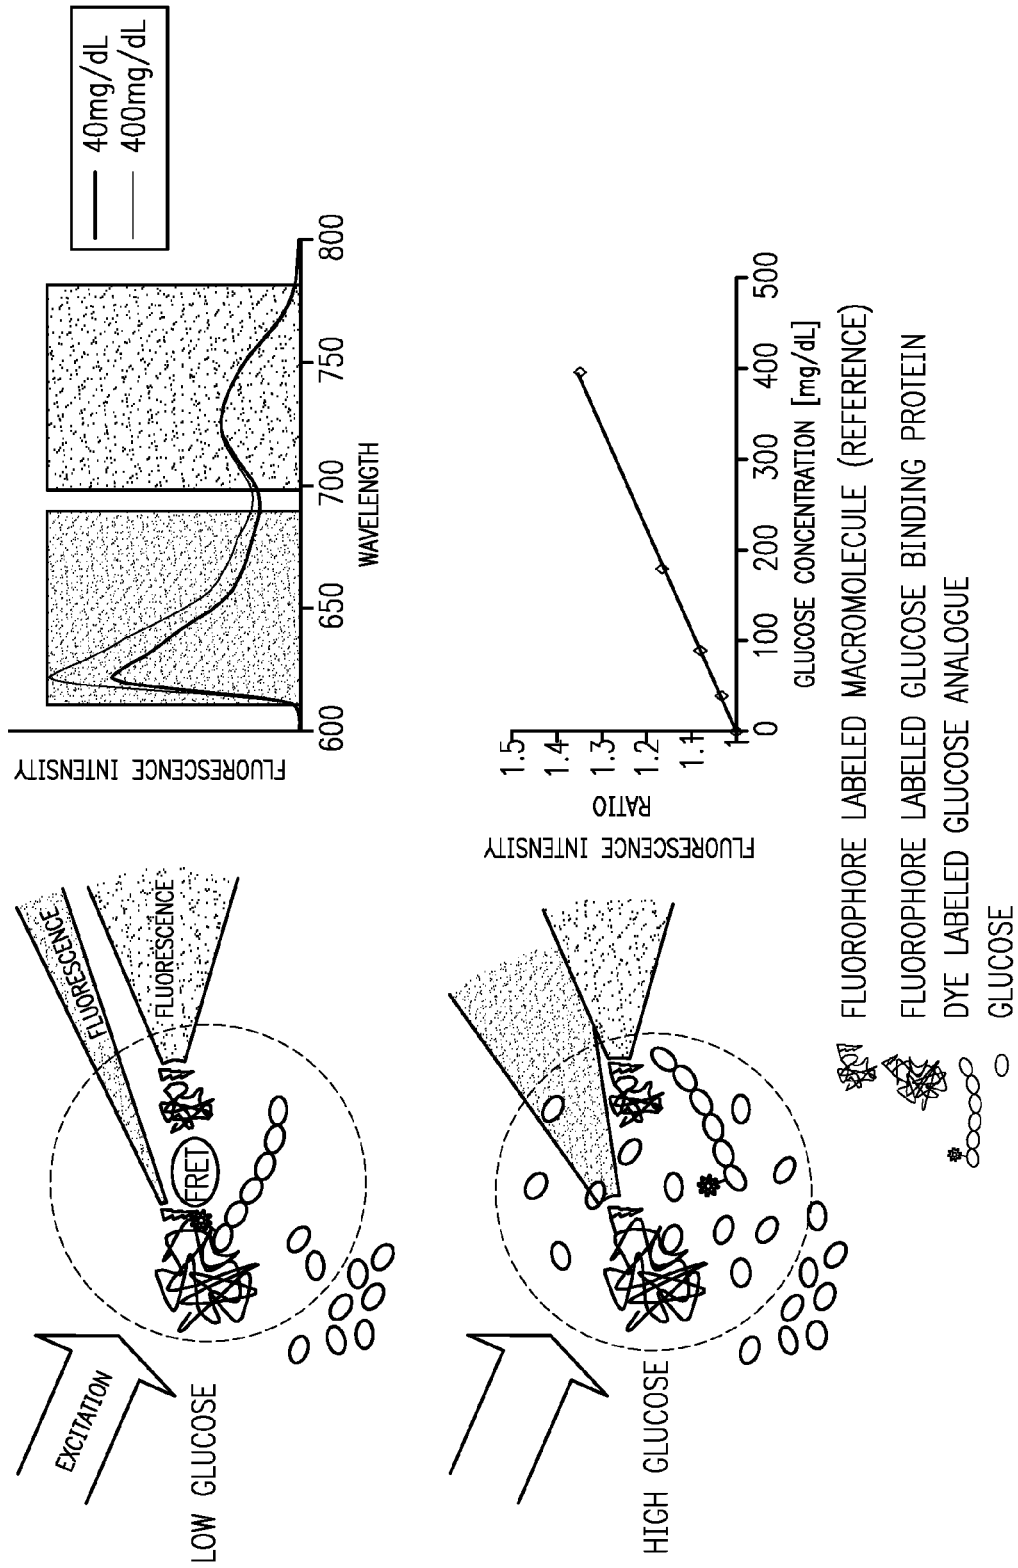 EXCITATION
LOW GLUCOSE
FRET
FLUORESCENCE
FLUORESCENCE
FLUORESCENCE INTENSITY
600
650
700
750
800
WAVELENGTH
40mg/dL
400mg/dL
HIGH GLUCOSE
FLUORESCENCE INTENSITY
RATIO
1.5
1.4
1.3
1.2
1.1
1
0
100
200
300
400
500
GLUCOSE CONCENTRATION [mg/dL]
FLUOROPHORE LABELED MACROMOLECULE (REFERENCE)
FLUOROPHORE LABELED GLUCOSE BINDING PROTEIN
DYE LABELED GLUCOSE ANALOGUE
GLUCOSE